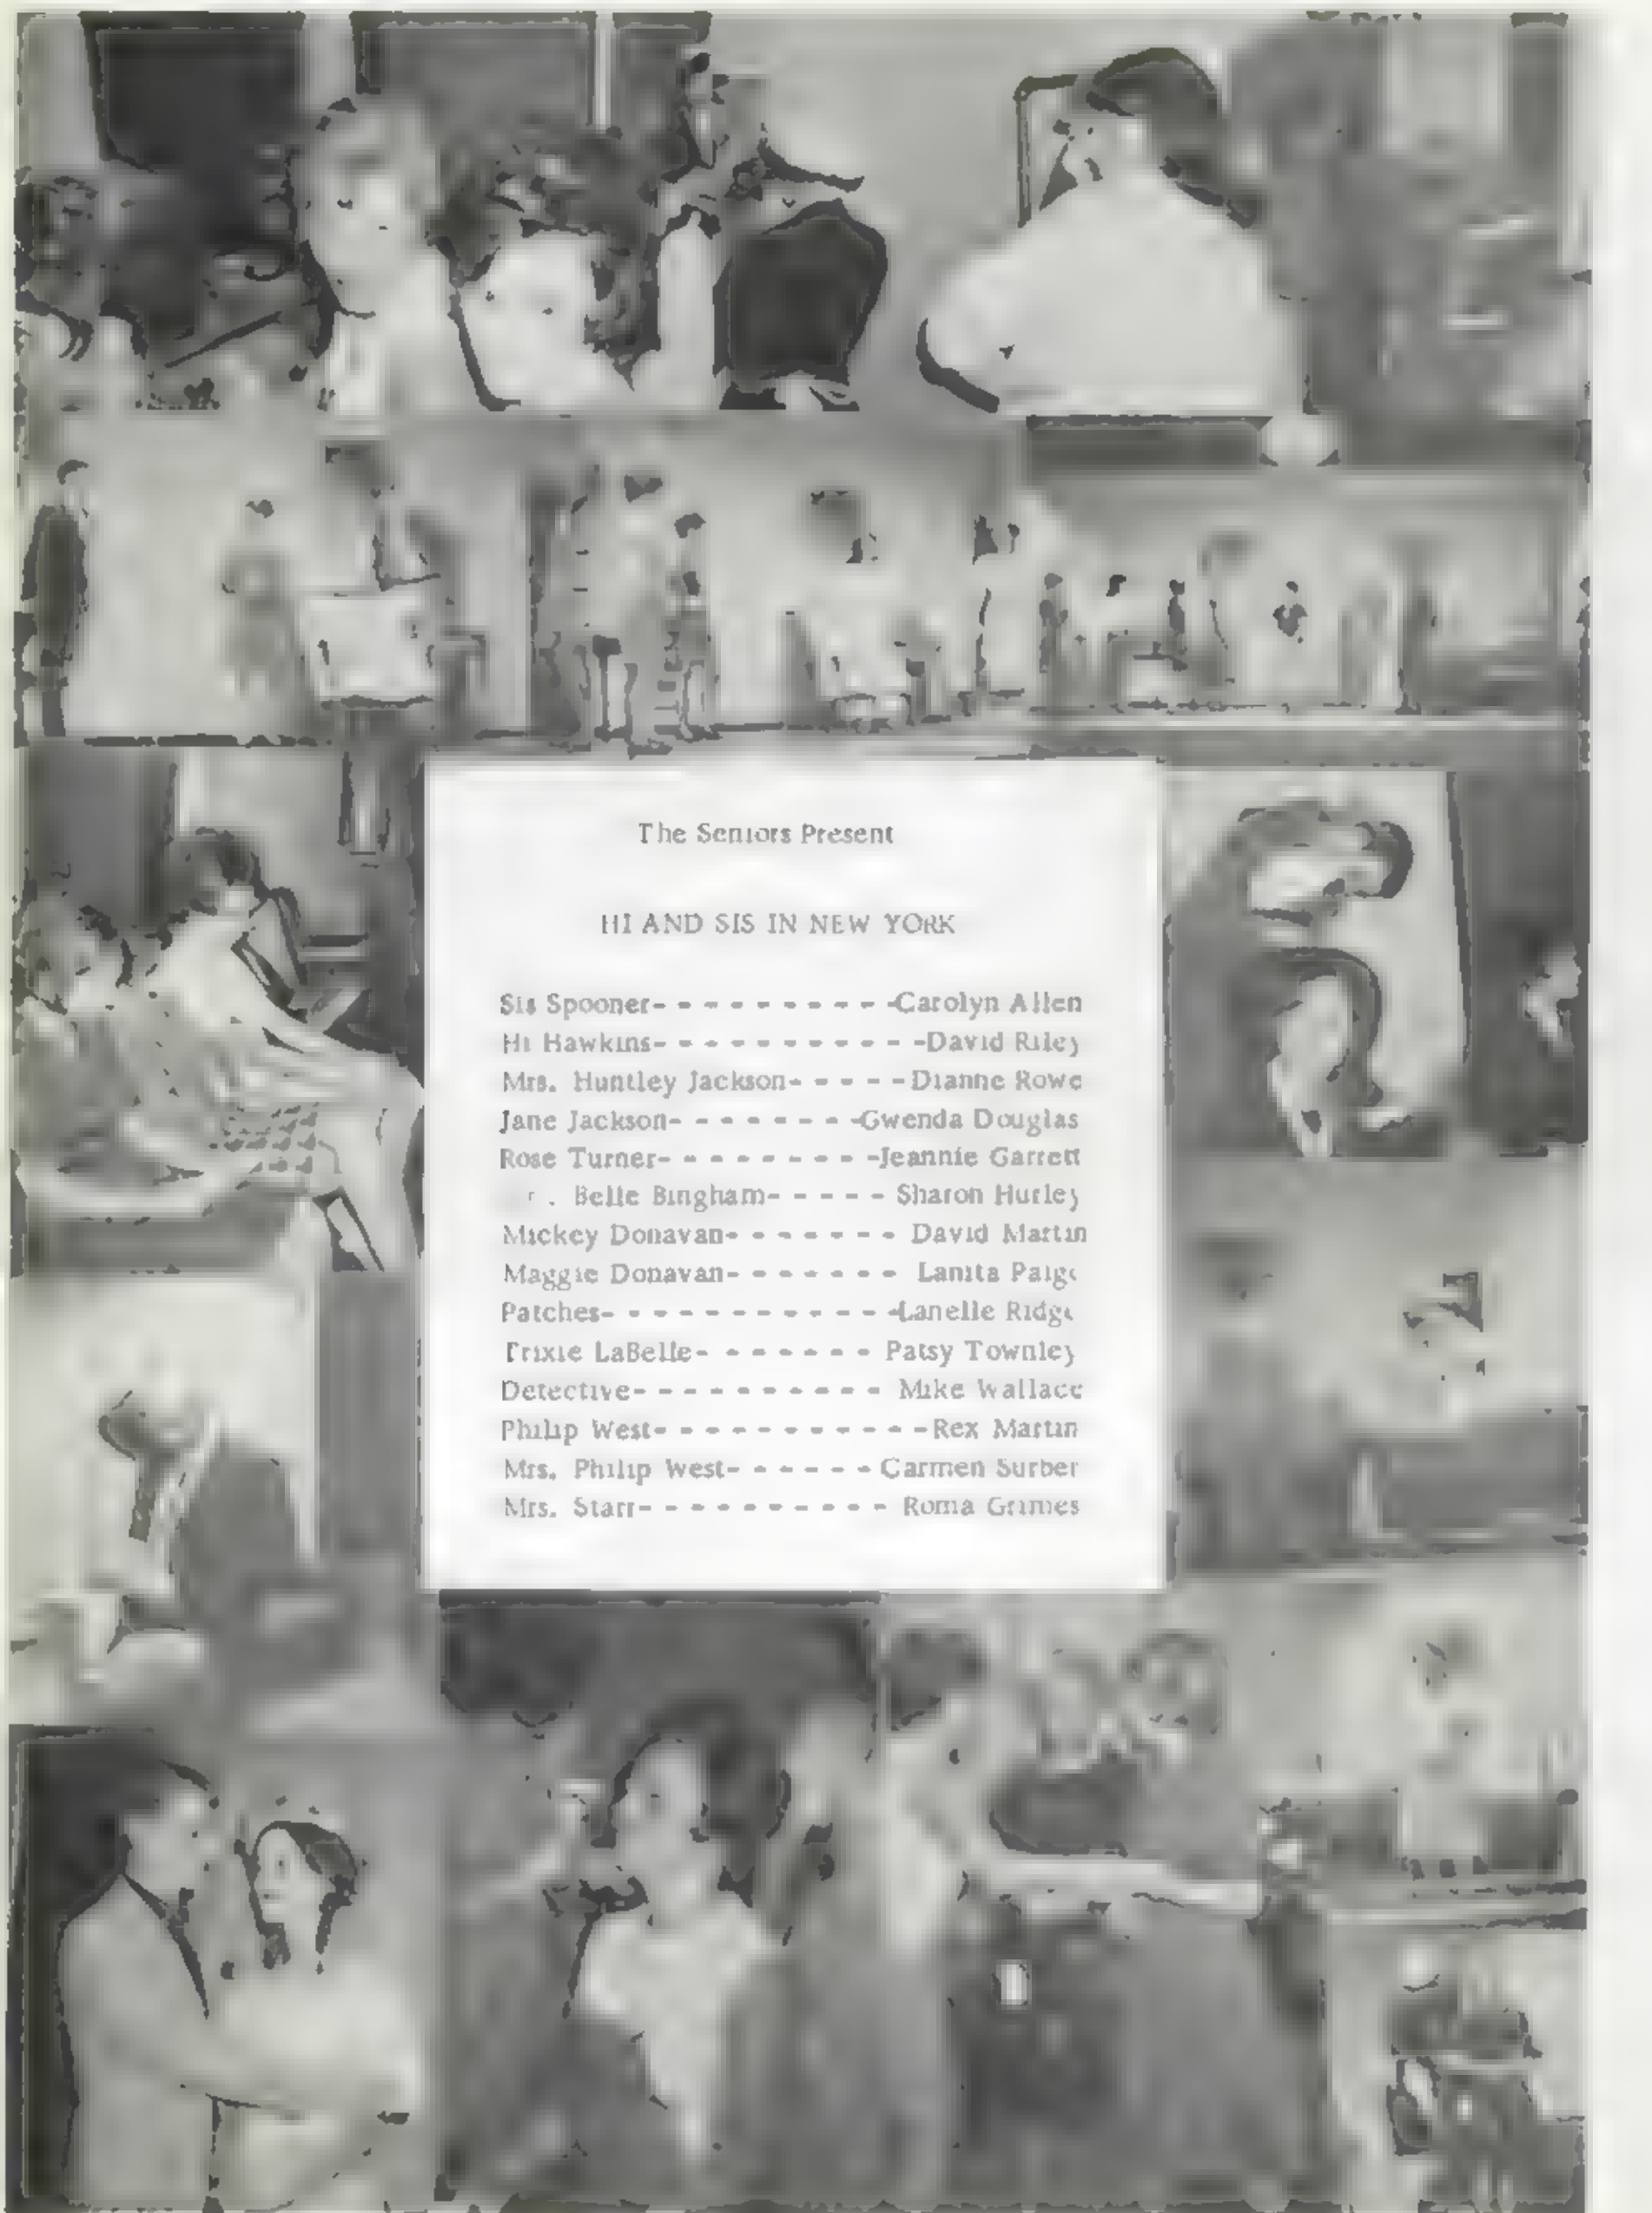 The Seniors Present
HI AND SIS IN NEW YORK
Sis Spooner- - - - - - - - - -Carolyn Allen
Hi Hawkins- - - - - - - - - - -David Riley
Mrs. Huntley Jackson- - - - -Dianne Rowe
Jane Jackson- - - - - - - -Gwenda Douglas
Rose Turner- - - - - - - - -Jeannie Garrett
Belle Bingham- - - - - Sharon Hurley
Mickey Donavan- - - - - - - David Martin
Maggie Donavan- - - - - - - Lanita Paige
Patches- - - - - - - - - - - -Lanelle Ridge
Trixie LaBelle- - - - - - - Patsy Townley
Detective- - - - - - - - - - Mike Wallace
Philip West- - - - - - - - - - -Rex Martin
Mrs. Philip West- - - - - - Carmen Surber
Mrs. Starr- - - - - - - - - - Roma Grimes